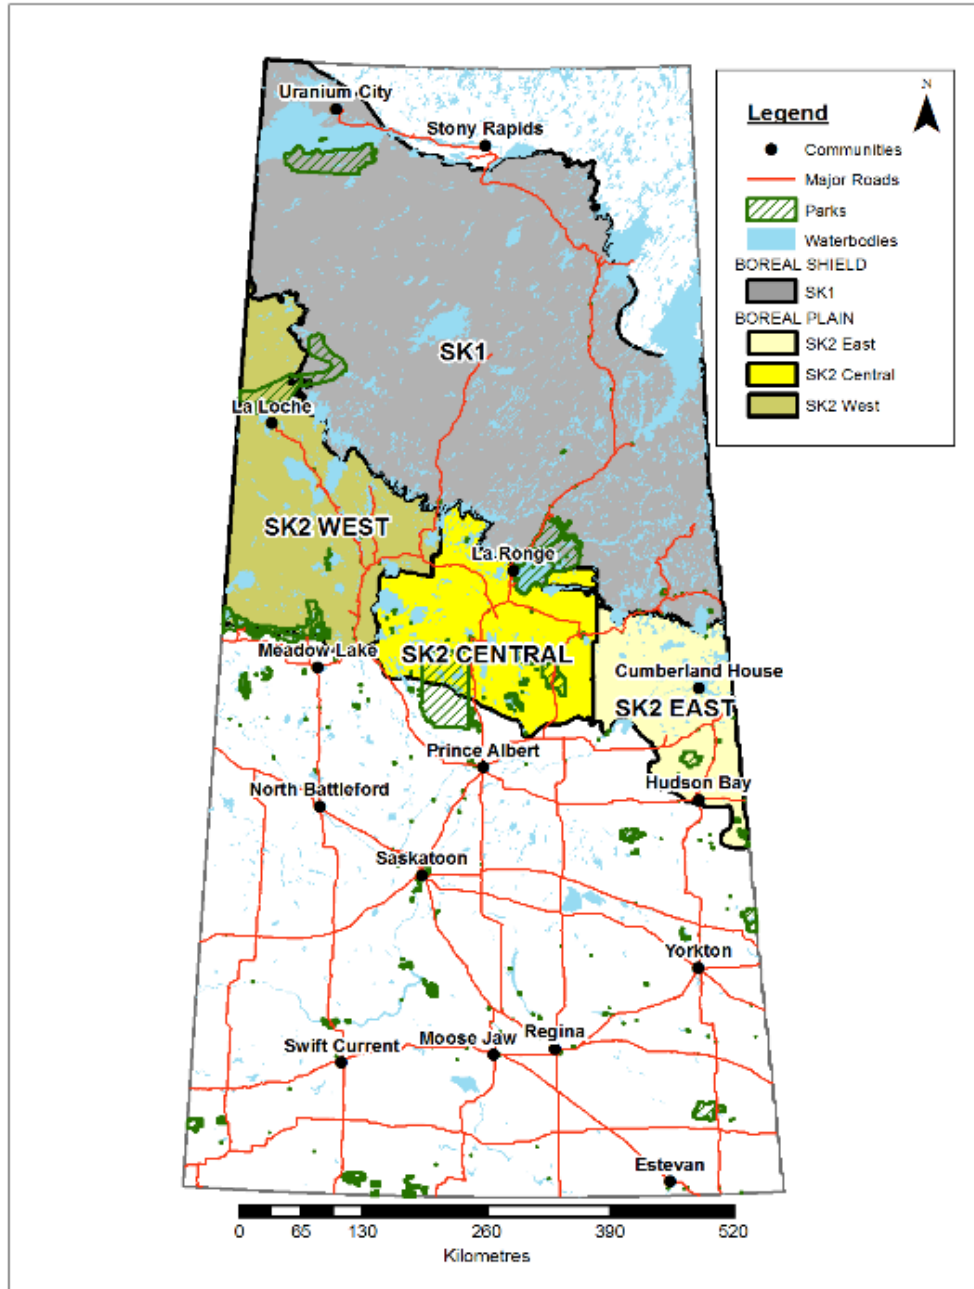 Uranium City
Stony Rapids
N
Legend
Communities
Major Roads
Parks
Waterbodies
BOREAL SHIELD
SK1
BOREAL PLAIN
SK2 East
SK2 Central
SK2 West
SK1
La Loche
SK2 WEST
La Ronge
Meadow Lake
SK2 CENTRAL
Cumberland House
SK2 EAST
Prince Albert
Hudson Bay
North Battleford
Saskatoon
Yorkton
Swift Current
Moose Jaw
Regina
Estevan
0 65 130 260 390 520
Kilometres